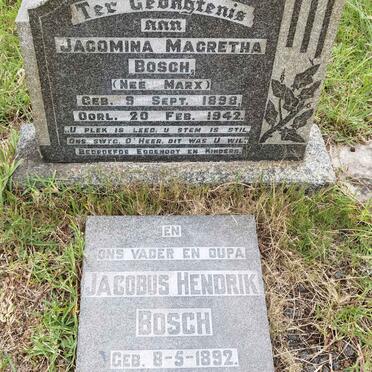 Ter Gedagtenis
aan
JACOMINA MAGRETHA
BOSCH,
(NEE MARX)
GEB. 9 SEPT. 1898.
OORL. 20 FEB. 1942.
U PLEK IS LEEG, U STEM IS STIL,
ONS SWYG, O' HEER, DIT WAS U WIL.
BEDROEFDE EGGENOOT EN KINDERS.
EN
ONS VADER EN OUPA
JACOBUS HENDRIK
BOSCH
GEB. 8-5-1892.